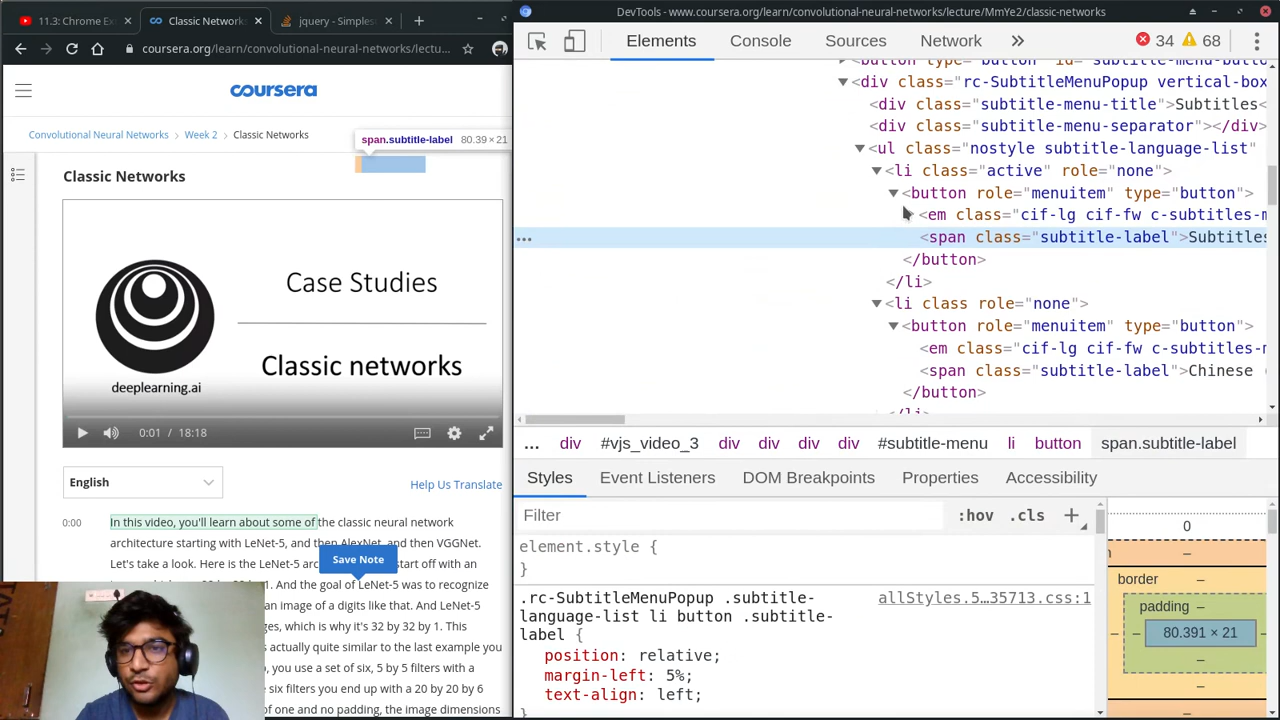 11.3: Chrome Ex
Classic Networks
jquery - Simples
coursera.org/learn/convolutional-neural-networks/lectu...
coursera
Convolutional Neural Networks > Week 2 > Classic Networks
span.subtitle-label 80.39 × 21
Classic Networks
Case Studies
Classic networks
deeplearning.ai
0:01 / 18:18
English
Help Us Translate
0:00
In this video, you'll learn about some of the classic neural network
architecture starting with LeNet-5, and then AlexNet, and then VGGNet.
Let's take a look. Here is the LeNet-5 arc
start off with an
Save Note
. And the goal of LeNet-5 was to recognize
an image of a digits like that. And LeNet-5
ges, which is why it's 32 by 32 by 1. This
actually quite similar to the last example you
, you use a set of six, 5 by 5 filters with a
six filters you end up with a 20 by 20 by 6
of one and no padding, the image dimensions
DevTools - www.coursera.org/learn/convolutional-neural-networks/lecture/MmYe2/classic-networks
Elements Console Sources Network » 34 68
<button type="button" id="subtitle-menu-button
<div class="rc-SubtitleMenuPopup vertical-box
<div class="subtitle-menu-title">Subtitles<
<div class="subtitle-menu-separator"></div>
<ul class="nostyle subtitle-language-list"
<li class="active" role="none">
<button role="menuitem" type="button">
<em class="cif-lg cif-fw c-subtitles-m
... <span class="subtitle-label">Subtitles
</button>
</li>
<li class role="none">
<button role="menuitem" type="button">
<em class="cif-lg cif-fw c-subtitles-m
<span class="subtitle-label">Chinese (
</button>
</li>
... div #vjs_video_3 div div div #subtitle-menu li button span.subtitle-label
Styles Event Listeners DOM Breakpoints Properties Accessibility
Filter :hov .cls +
element.style {
}
.rc-SubtitleMenuPopup .subtitle-
language-list li button .subtitle-
label {
allStyles.5…35713.css:1
position: relative;
margin-left: 5%;
text-align: left;
}
0
–
border –
padding –
– – 80.391 × 21 – –
–
–